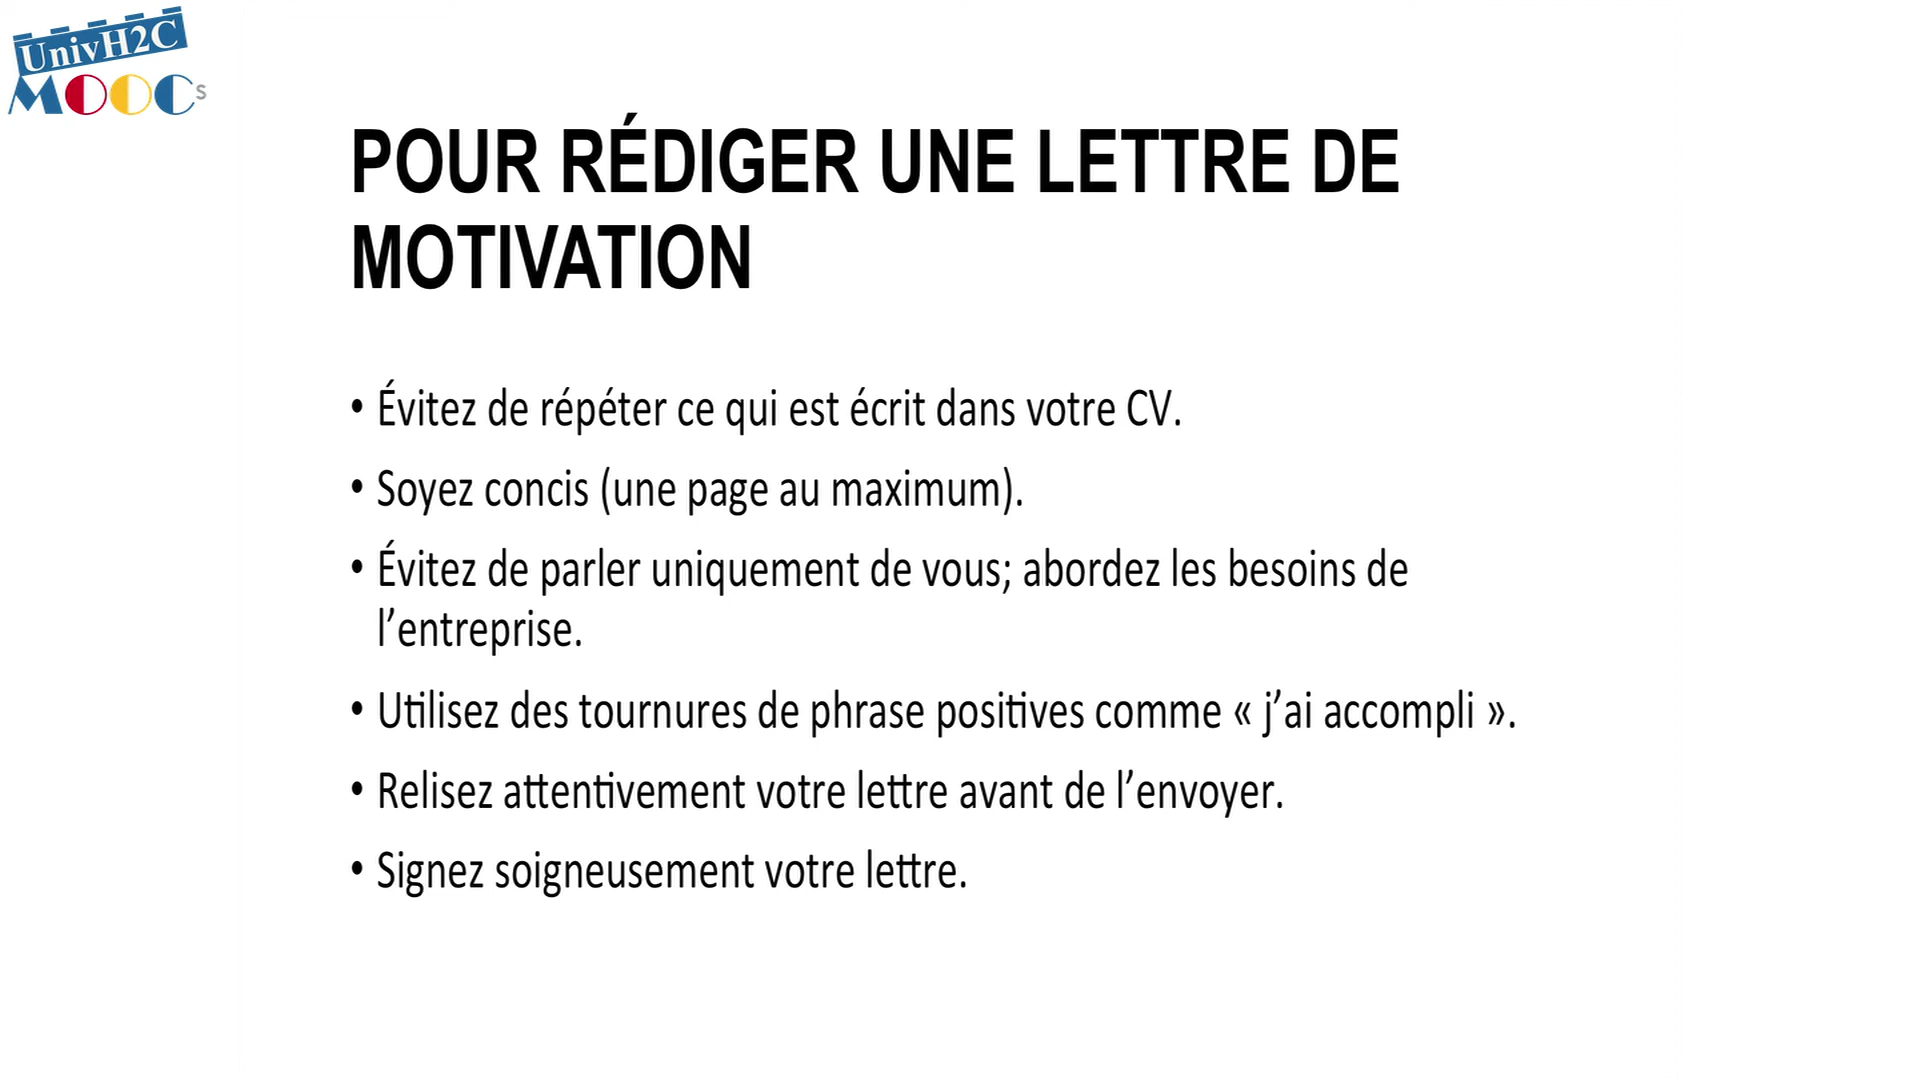 UnivH2C
MOOCs
POUR RÉDIGER UNE LETTRE DE
MOTIVATION
• Évitez de répéter ce qui est écrit dans votre CV.
• Soyez concis (une page au maximum).
• Évitez de parler uniquement de vous; abordez les besoins de
l’entreprise.
• Utilisez des tournures de phrase positives comme « j’ai accompli ».
• Relisez attentivement votre lettre avant de l’envoyer.
• Signez soigneusement votre lettre.